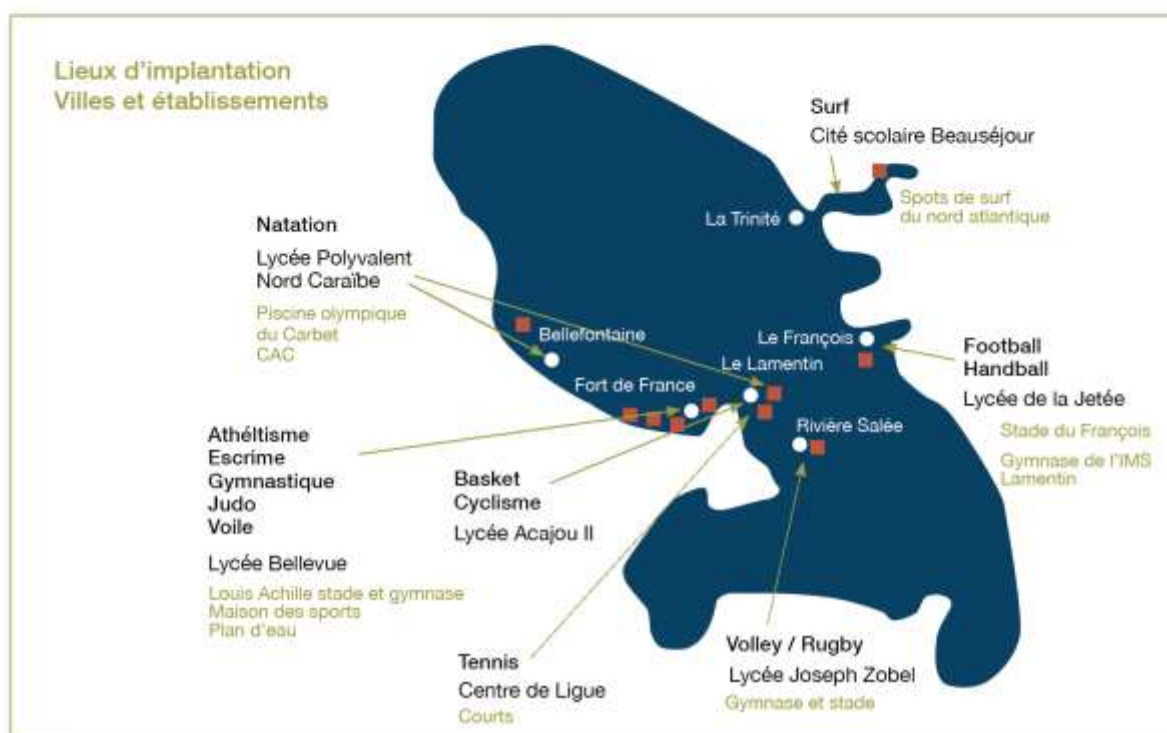 Lieux d'implantation
Villes et établissements
Surf
Cité scolaire Beauséjour
Spots de surf
du nord atlantique
La Trinité
Natation
Lycée Polyvalent
Nord Caraïbe
Piscine olympique
du Carbet
CAC
Bellefontaine
Le François
Le Lamentin
Fort de France
Rivière Salée
Football
Handball
Lycée de la Jetée
Stade du François
Gymnase de l'IMS
Lamentin
Athéltisme
Escrime
Gymnastique
Judo
Voile
Lycée Bellevue
Louis Achille stade et gymnase
Maison des sports
Plan d'eau
Basket
Cyclisme
Lycée Acajou II
Tennis
Centre de Ligue
Courts
Volley / Rugby
Lycée Joseph Zobel
Gymnase et stade